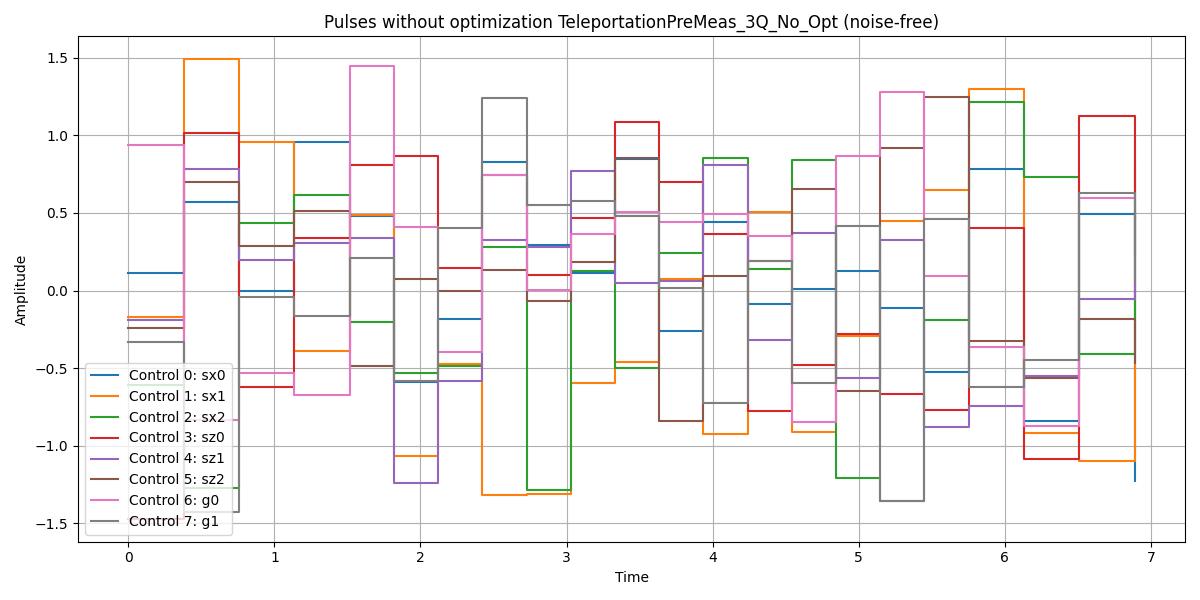 Pulses without optimization TeleportationPreMeas_3Q_No_Opt (noise-free)
1.5
1.0
0.5
0.0
−0.5
−1.0
−1.5
Amplitude
Control 0: sx0
Control 1: sx1
Control 2: sx2
Control 3: sz0
Control 4: sz1
Control 5: sz2
Control 6: g0
Control 7: g1
0 1 2 3 4 5 6 7
Time